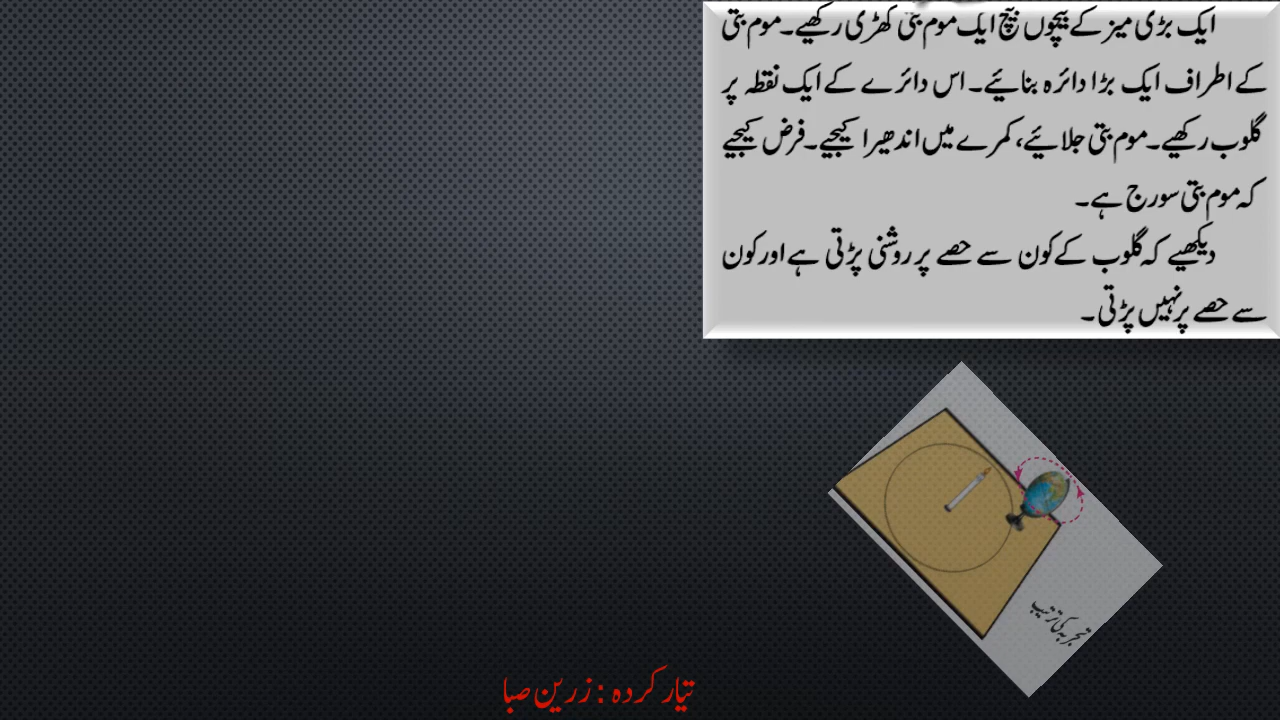 ایک بڑی میز کے بیچوں بیچ ایک موم بتی کھڑی رکھیے۔ موم بتی
کے اطراف ایک بڑا دائرہ بنائیے۔ اس دائرے کے ایک نقطہ پر
گلوب رکھیے۔ موم بتی جلائیے، کمرے میں اندھیرا کیجیے۔ فرض کیجیے
کہ موم بتی سورج ہے۔
دیکھیے کہ گلوب کے کون سے حصے پر روشنی پڑتی ہے اور کون
سے حصے پر نہیں پڑتی۔
تجربہ کی ترتیب
تیار کردہ : زرین صبا